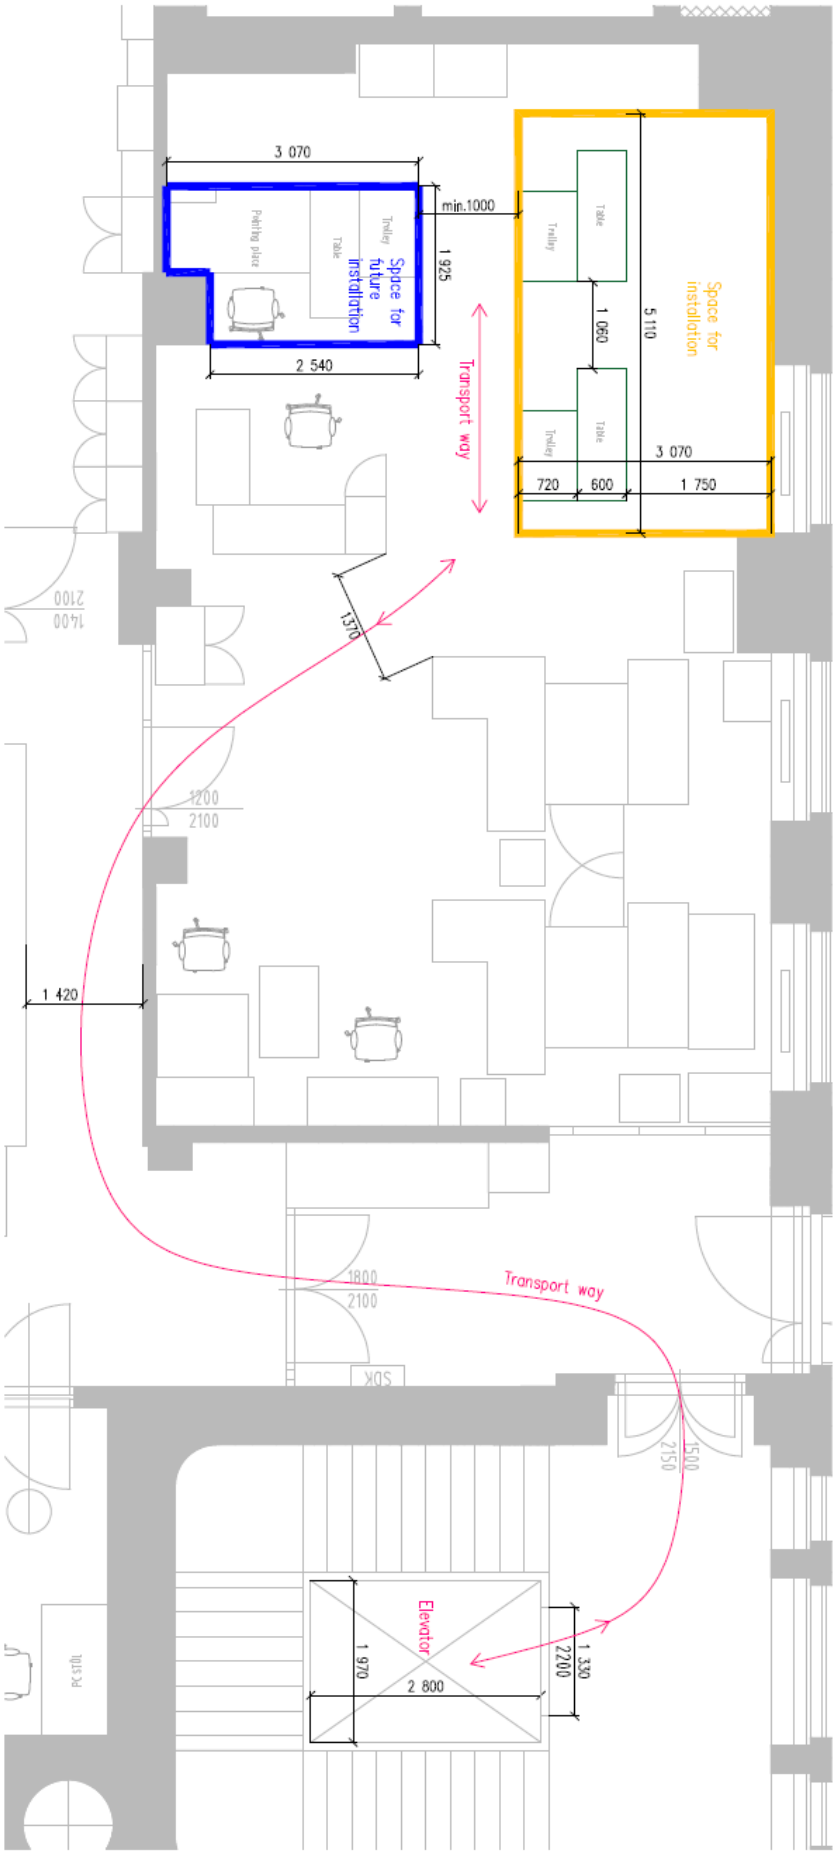 3 070
min.1000
1 925
Painting place
Table
Trolley
Space for
future
installation
2 540
Trolley
Table
1 060
5 110
Space for
installation
Trolley
Table
3 070
720
600
1 750
Transport way
1370
2100
1400
1200
2100
1 420
Transport way
1800
2100
SDK
1500
2150
Elevator
1 970
2 800
1 330
2200
PC STŮL